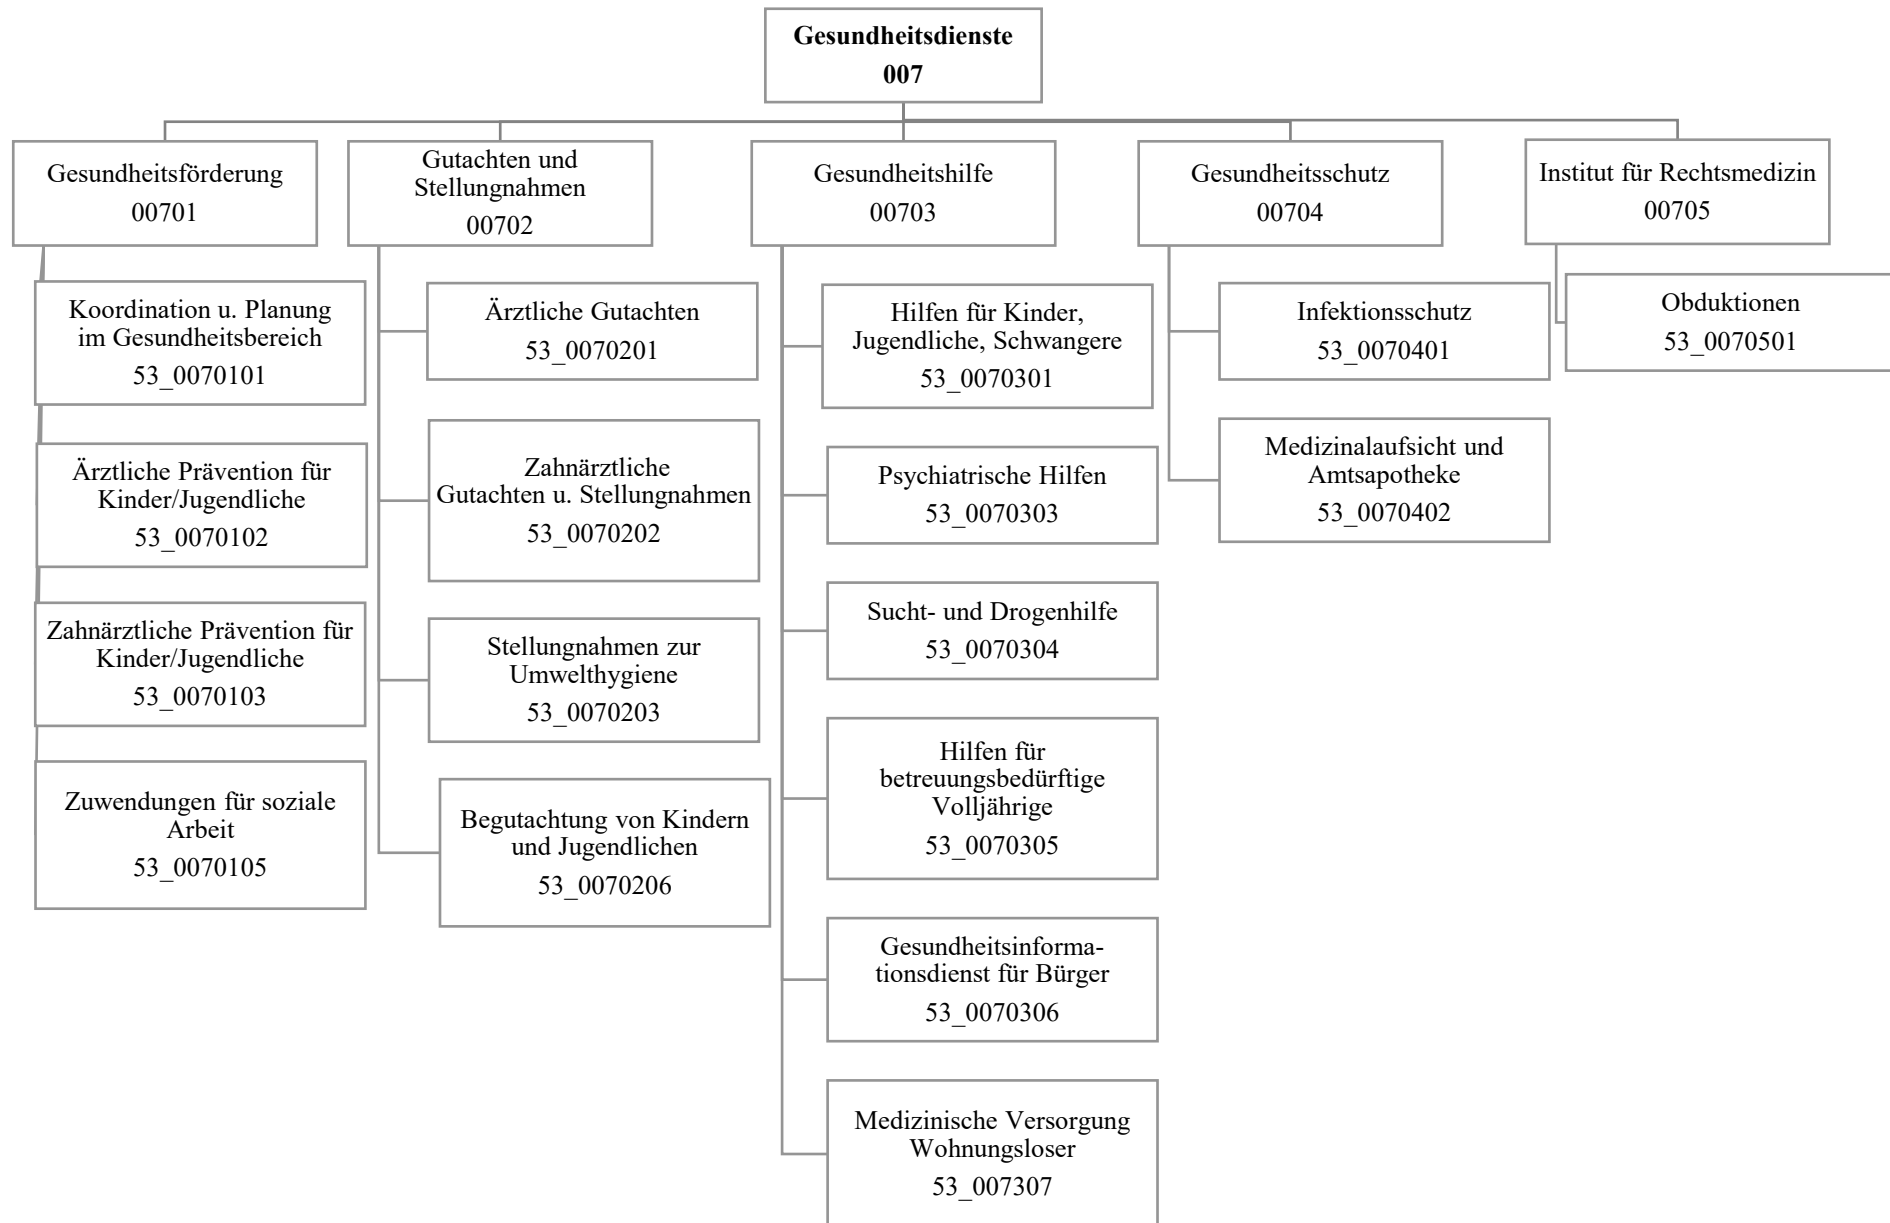 Gesundheitsdienste
007
Gesundheitsförderung
00701
Koordination u. Planung
im Gesundheitsbereich
53_0070101
Ärztliche Prävention für
Kinder/Jugendliche
53_0070102
Zahnärztliche Prävention für
Kinder/Jugendliche
53_0070103
Zuwendungen für soziale
Arbeit
53_0070105
Gutachten und
Stellungnahmen
00702
Ärztliche Gutachten
53_0070201
Zahnärztliche
Gutachten u. Stellungnahmen
53_0070202
Stellungnahmen zur
Umwelthygiene
53_0070203
Begutachtung von Kindern
und Jugendlichen
53_0070206
Gesundheitshilfe
00703
Hilfen für Kinder,
Jugendliche, Schwangere
53_0070301
Psychiatrische Hilfen
53_0070303
Sucht- und Drogenhilfe
53_0070304
Hilfen für
betreuungsbedürftige
Volljährige
53_0070305
Gesundheitsinforma-
tionsdienst für Bürger
53_0070306
Medizinische Versorgung
Wohnungsloser
53_007307
Gesundheitsschutz
00704
Infektionsschutz
53_0070401
Medizinalaufsicht und
Amtsapotheke
53_0070402
Institut für Rechtsmedizin
00705
Obduktionen
53_0070501